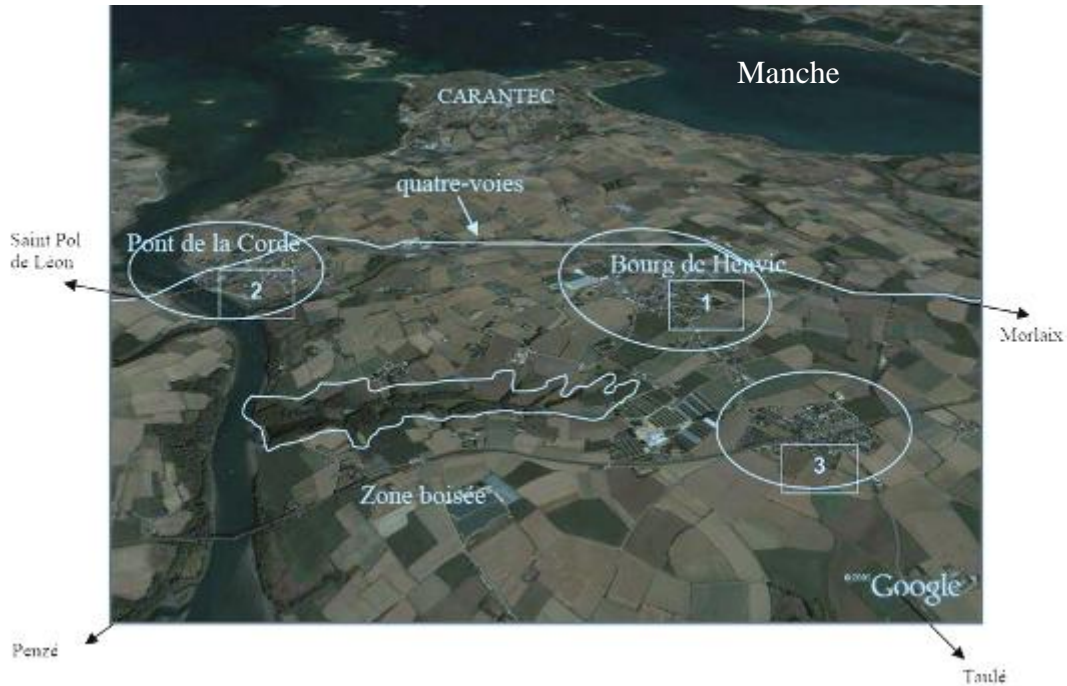 Manche
CARANTEC
quatre-voies
Saint Pol
de Léon
Pont de la Corde
Bourg de Henvic
2
1
Morlaix
3
Zone boisée
Google
Penzé
Taulé